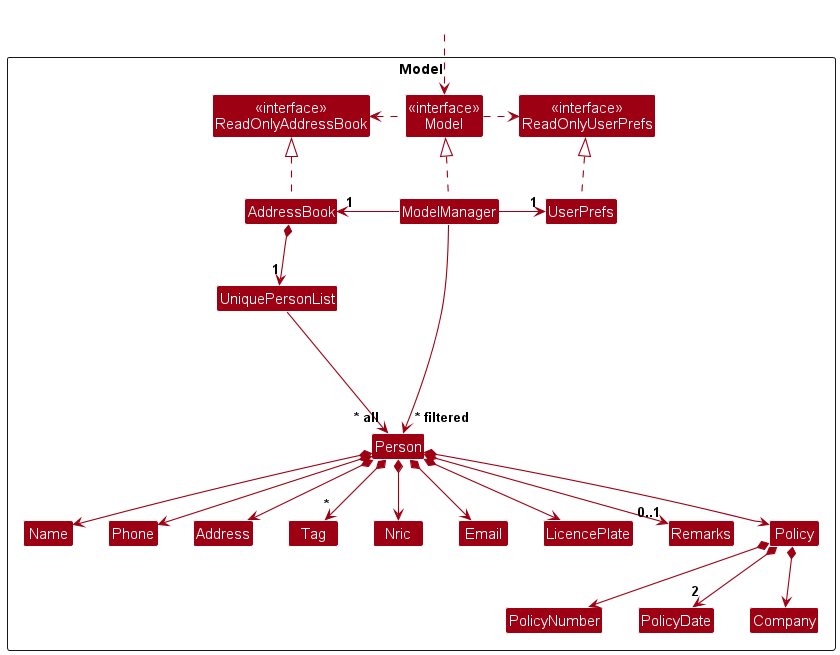 Model
«interface»
ReadOnlyAddressBook
«interface»
Model
«interface»
ReadOnlyUserPrefs
1
1
AddressBook
ModelManager
UserPrefs
1
UniquePersonList
* all
* filtered
Person
*
0..1
Name
Phone
Address
Tag
Nric
Email
LicencePlate
Remarks
Policy
2
PolicyNumber
PolicyDate
Company